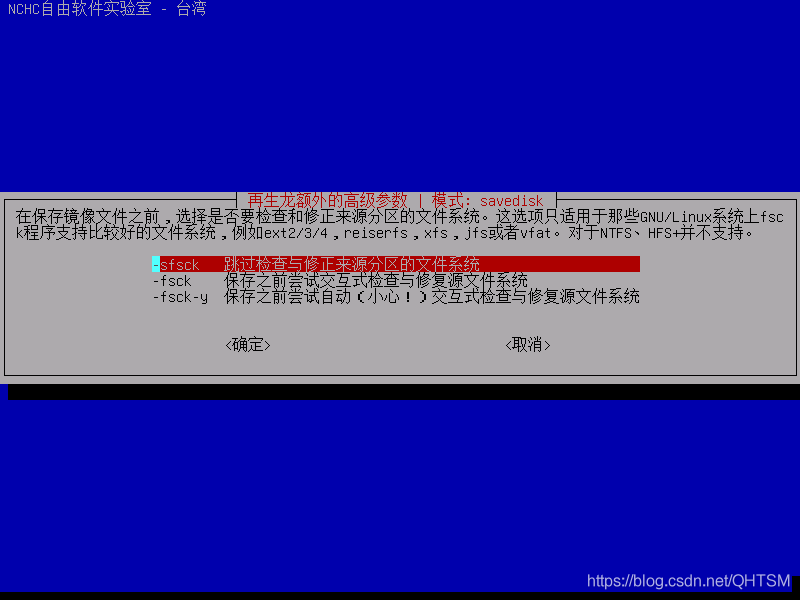 NCHC自由软件实验室 - 台湾
再生龙额外的高级参数 | 模式: savedisk
在保存镜像文件之前,选择是否要检查和修正来源分区的文件系统。这选项只适用于那些GNU/Linux系统上fsc
k程序支持比较好的文件系统,例如ext2/3/4,reiserfs,xfs,jfs或者vfat。对于NTFS、HFS+并不支持。
-sfsck 跳过检查与修正来源分区的文件系统
-fsck 保存之前尝试交互式检查与修复源文件系统
-fsck-y 保存之前尝试自动(小心!)交互式检查与修复源文件系统
<确定> <取消>
https://blog.csdn.net/QHTSM